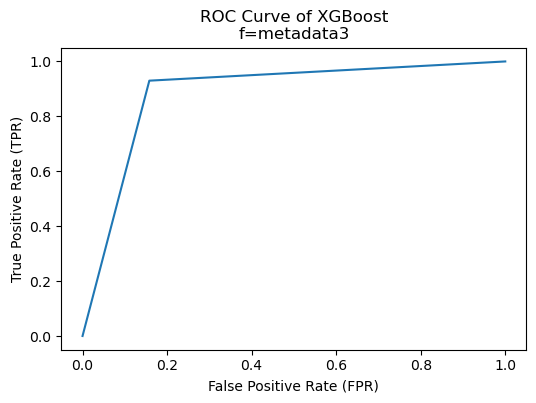 ROC Curve of XGBoost
f=metadata3
1.0
0.8
0.6
0.4
0.2
0.0
True Positive Rate (TPR)
0.0 0.2 0.4 0.6 0.8 1.0
False Positive Rate (FPR)